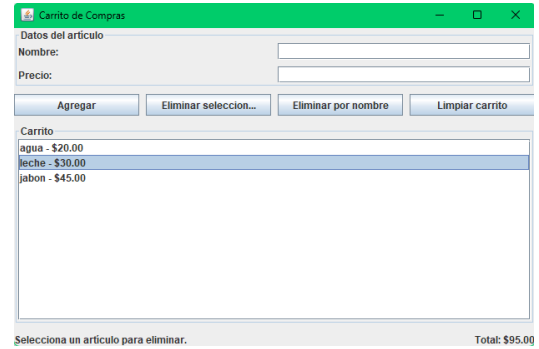 Carrito de Compras
Datos del artículo
Nombre:
Precio:
Agregar Eliminar seleccion... Eliminar por nombre Limpiar carrito
Carrito
agua - $20.00
leche - $30.00
jabon - $45.00
Selecciona un artículo para eliminar. Total: $95.00